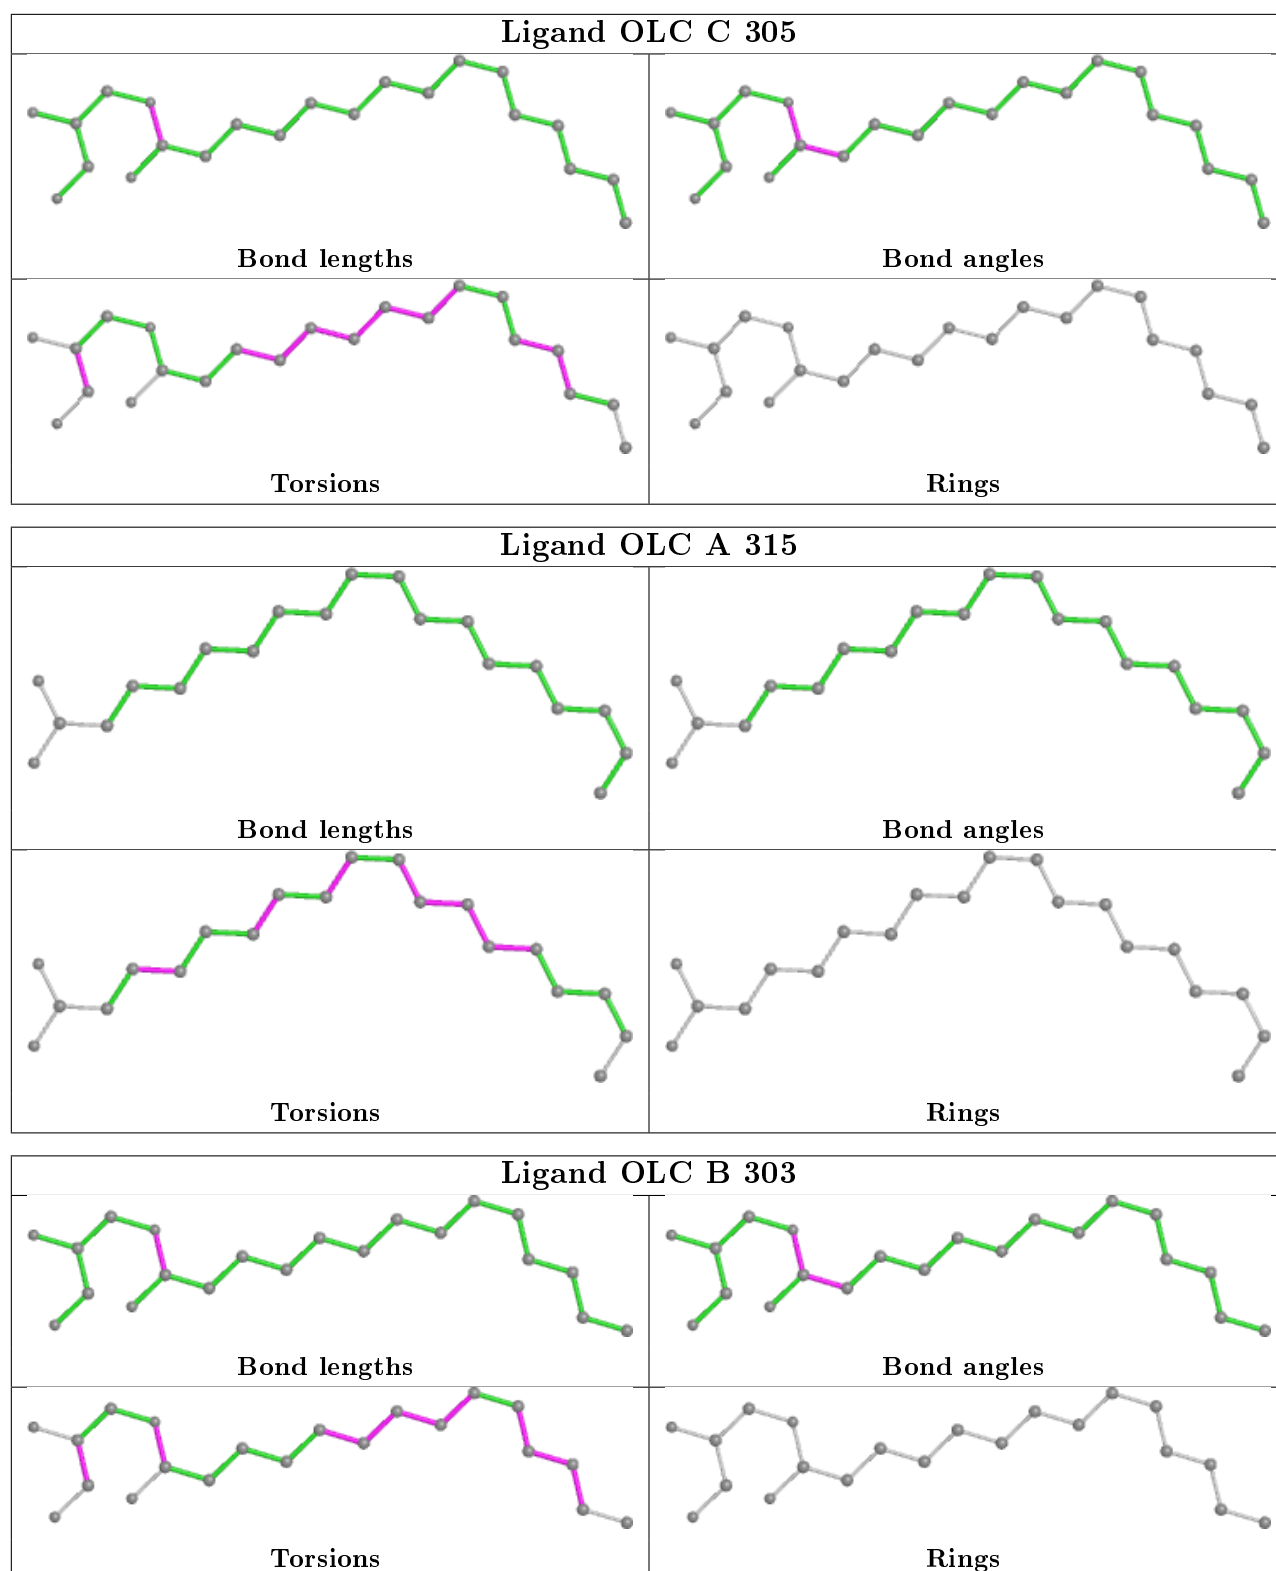 Ligand OLC C 305
Bond lengths
Bond angles
Torsions
Rings
Ligand OLC A 315
Bond lengths
Bond angles
Torsions
Rings
Ligand OLC B 303
Bond lengths
Bond angles
Torsions
Rings